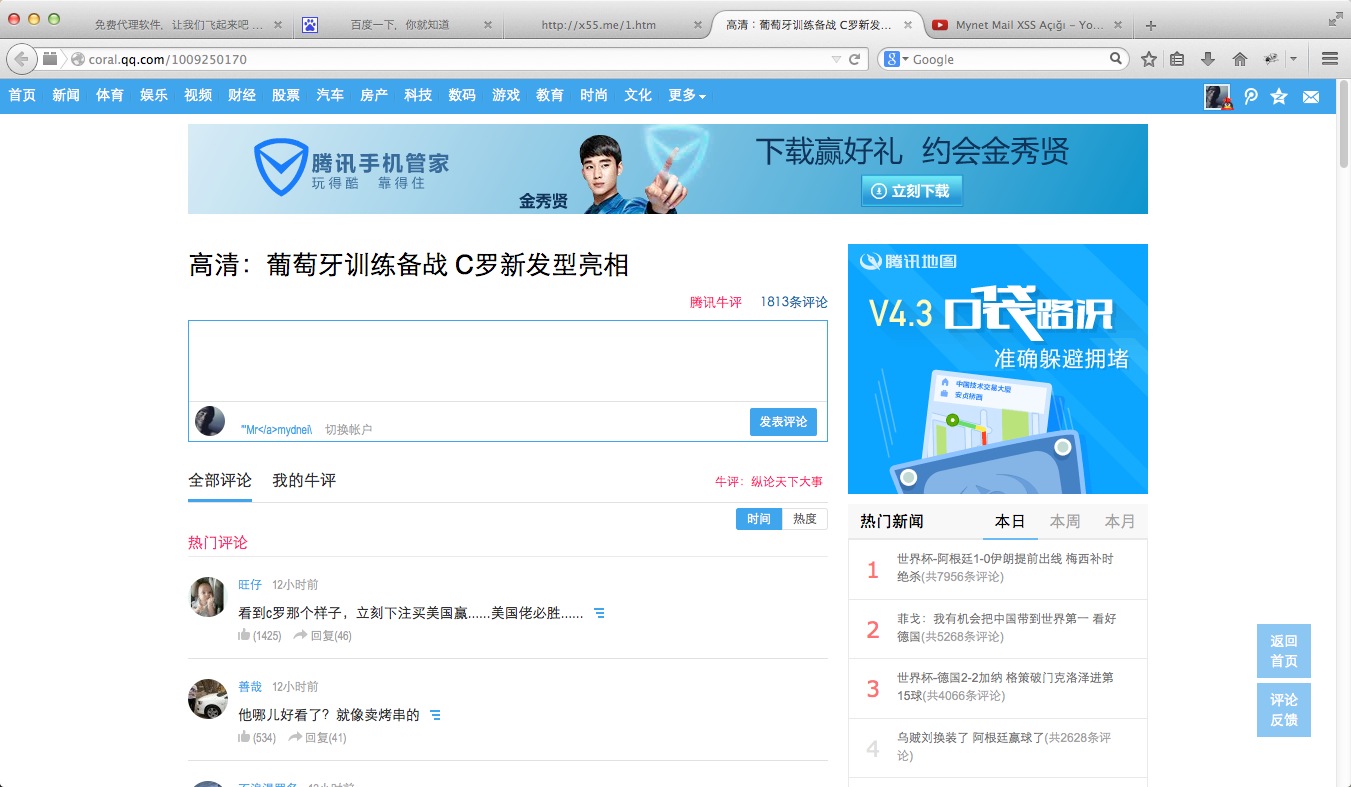 免费代理软件，让我们飞起来吧 ...
百度一下，你就知道
http://x55.me/1.htm
高清：葡萄牙训练备战 C罗新发...
Mynet Mail XSS Açığı - Yo...
coral.qq.com/1009250170
Google
首页 新闻 体育 娱乐 视频 财经 股票 汽车 房产 科技 数码 游戏 教育 时尚 文化 更多
腾讯手机管家
玩得酷 靠得住
金秀贤
下载赢好礼 约会金秀贤
立刻下载
高清：葡萄牙训练备战 C罗新发型亮相
腾讯牛评 1813条评论
"'Mr</a>mydnei\ 切换帐户
发表评论
全部评论 我的牛评
牛评：纵论天下大事
时间 热度
热门评论
旺仔 12小时前
看到c罗那个样子，立刻下注买美国赢......美国佬必胜......
(1425) 回复(46)
善哉 12小时前
他哪儿好看了？就像卖烤串的
(534) 回复(41)
12小时前
腾讯地图
V4.3 口袋路况
准确躲避拥堵
中国技术交易大厦
安贞桥西
热门新闻 本日 本周 本月
1 世界杯-阿根廷1-0伊朗提前出线 梅西补时
绝杀(共7956条评论)
2 菲戈：我有机会把中国带到世界第一 看好
德国(共5268条评论)
3 世界杯-德国2-2加纳 格策破门克洛泽进第
15球(共4066条评论)
4 乌贼刘换装了 阿根廷赢球了(共2628条评
论)
返回
首页
评论
反馈